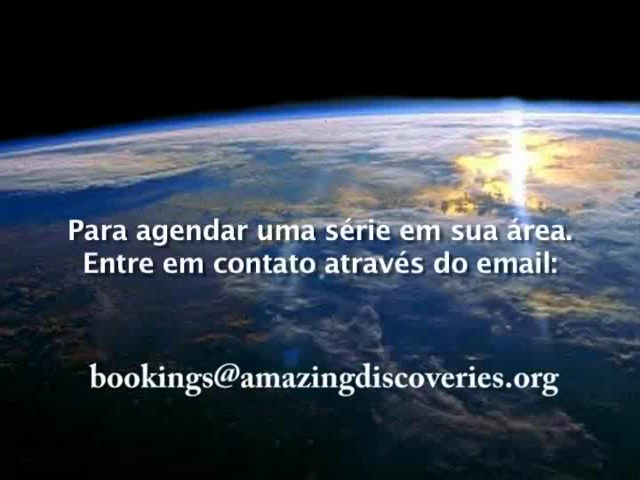 Para agendar uma série em sua área.
Entre em contato através do email:
bookings@amazingdiscoveries.org